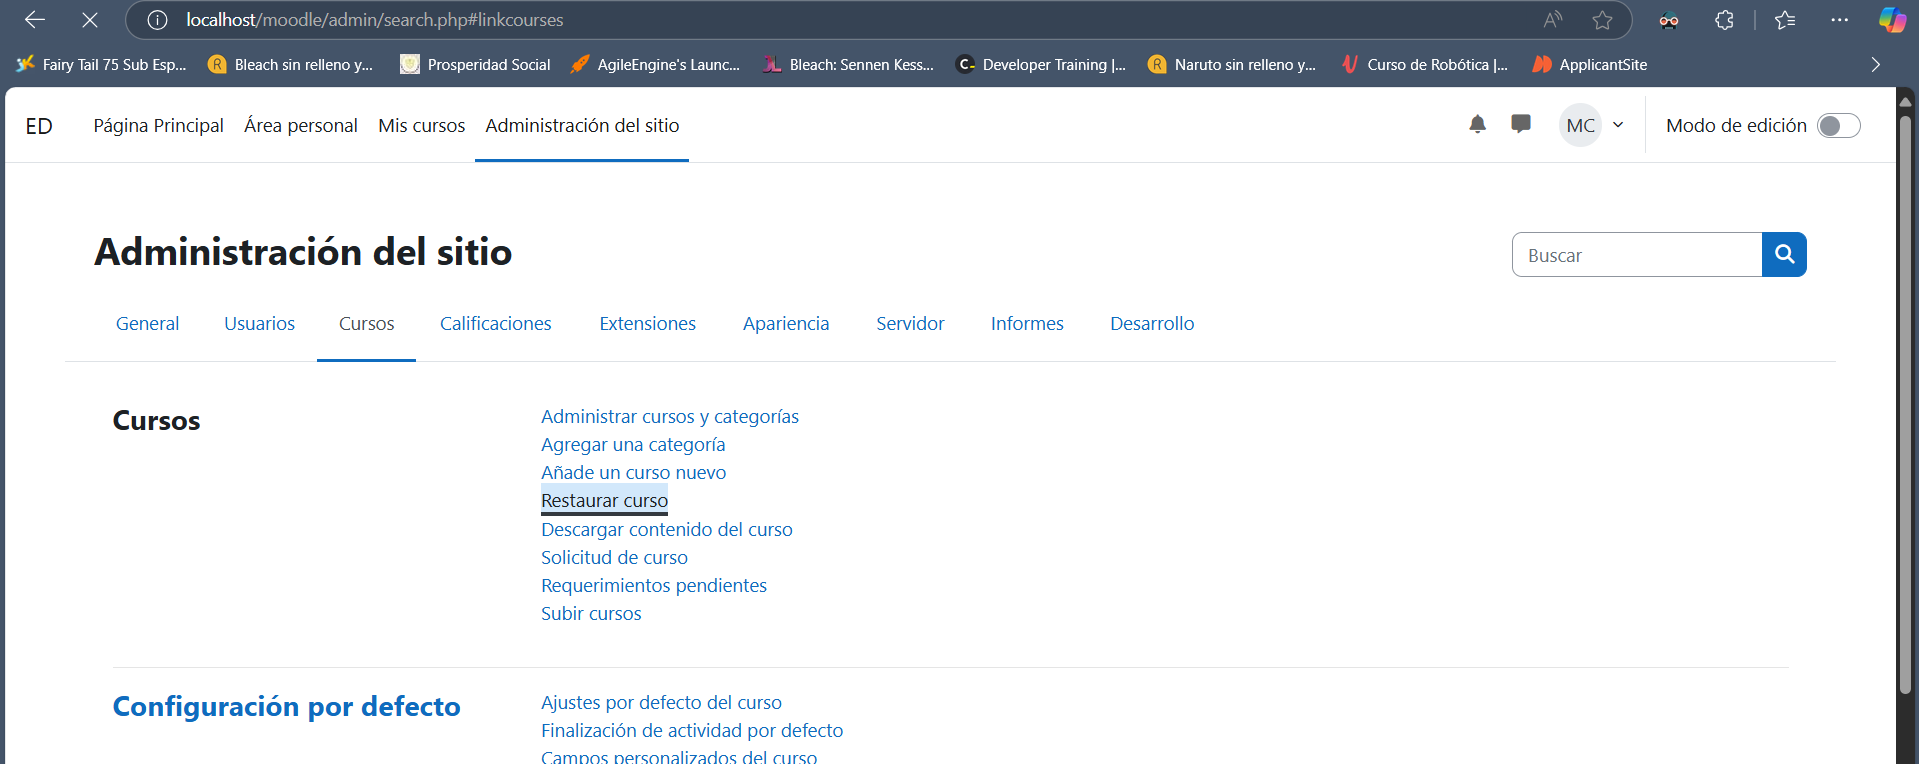 localhost/moodle/admin/search.php#linkcourses
Fairy Tail 75 Sub Esp... Bleach sin relleno y... Prosperidad Social AgileEngine's Launc... Bleach: Sennen Kess... Developer Training |... Naruto sin relleno y... Curso de Robótica |... ApplicantSite
ED Página Principal Área personal Mis cursos Administración del sitio MC Modo de edición
Administración del sitio
Buscar
General Usuarios Cursos Calificaciones Extensiones Apariencia Servidor Informes Desarrollo
Cursos
Administrar cursos y categorías
Agregar una categoría
Añade un curso nuevo
Restaurar curso
Descargar contenido del curso
Solicitud de curso
Requerimientos pendientes
Subir cursos
Configuración por defecto
Ajustes por defecto del curso
Finalización de actividad por defecto
Campos personalizados del curso